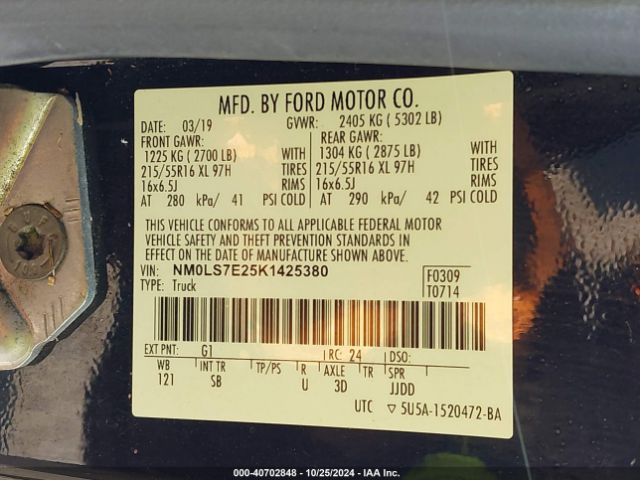 MFD. BY FORD MOTOR CO.
DATE: 03/19 GVWR: 2405 KG ( 5302 LB)
FRONT GAWR: REAR GAWR:
1225 KG ( 2700 LB) WITH 1304 KG ( 2875 LB) WITH
215/55R16 XL 97H TIRES 215/55R16 XL 97H TIRES
16x6.5J RIMS 16x6.5J RIMS
AT 280 kPa/ 41 PSI COLD AT 290 kPa/ 42 PSI COLD
THIS VEHICLE CONFORMS TO ALL APPLICABLE FEDERAL MOTOR
VEHICLE SAFETY AND THEFT PREVENTION STANDARDS IN
EFFECT ON THE DATE OF MANUFACTURE SHOWN ABOVE.
VIN: NM0LS7E25K1425380 F0309
TYPE: Truck T0714
EXT PNT: G1 RC: 24 DSO:
WB INT TR TP/PS R AXLE TR SPR
121 SB U 3D JJDD
UTC ▽ 5U5A-1520472-BA
000-40702848 - 10/25/2024 - IAA Inc.